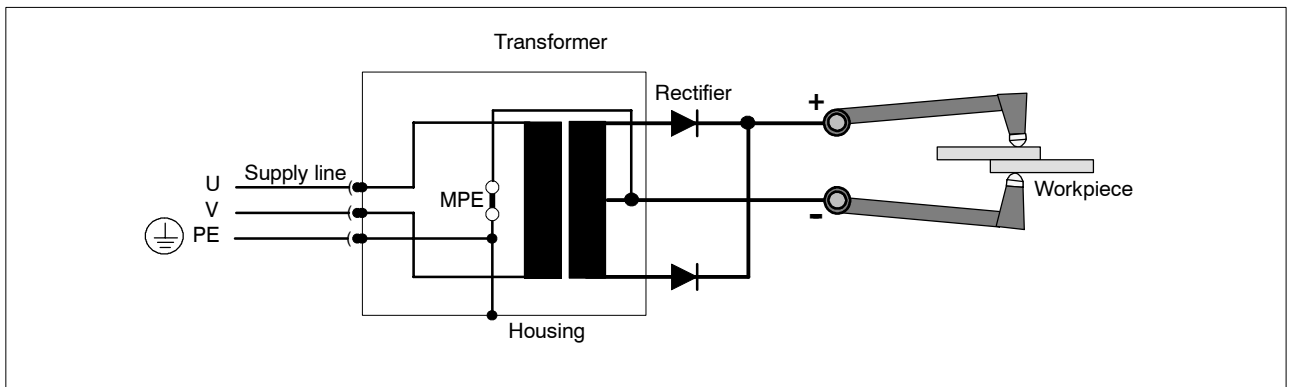 Transformer
Rectifier
+
U
Supply line
V
MPE
PE
-
Workpiece
Housing